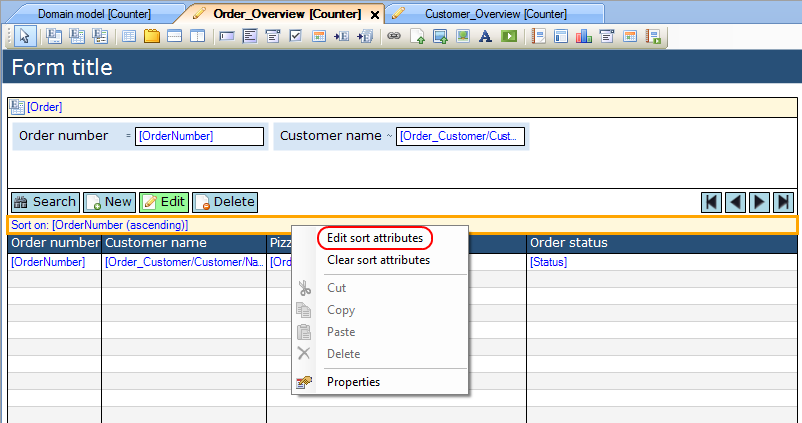 Domain model [Counter] Order_Overview [Counter] Customer_Overview [Counter]
Form title
[Order]
Order number = [OrderNumber] Customer name ~ [Order_Customer/Cust...
Search New Edit Delete
Sort on: [OrderNumber (ascending)]
Order number Customer name Pizz Order status
[OrderNumber] [Order_Customer/Customer/Na... [Ord [Status]
Edit sort attributes
Clear sort attributes
Cut
Copy
Paste
Delete
Properties